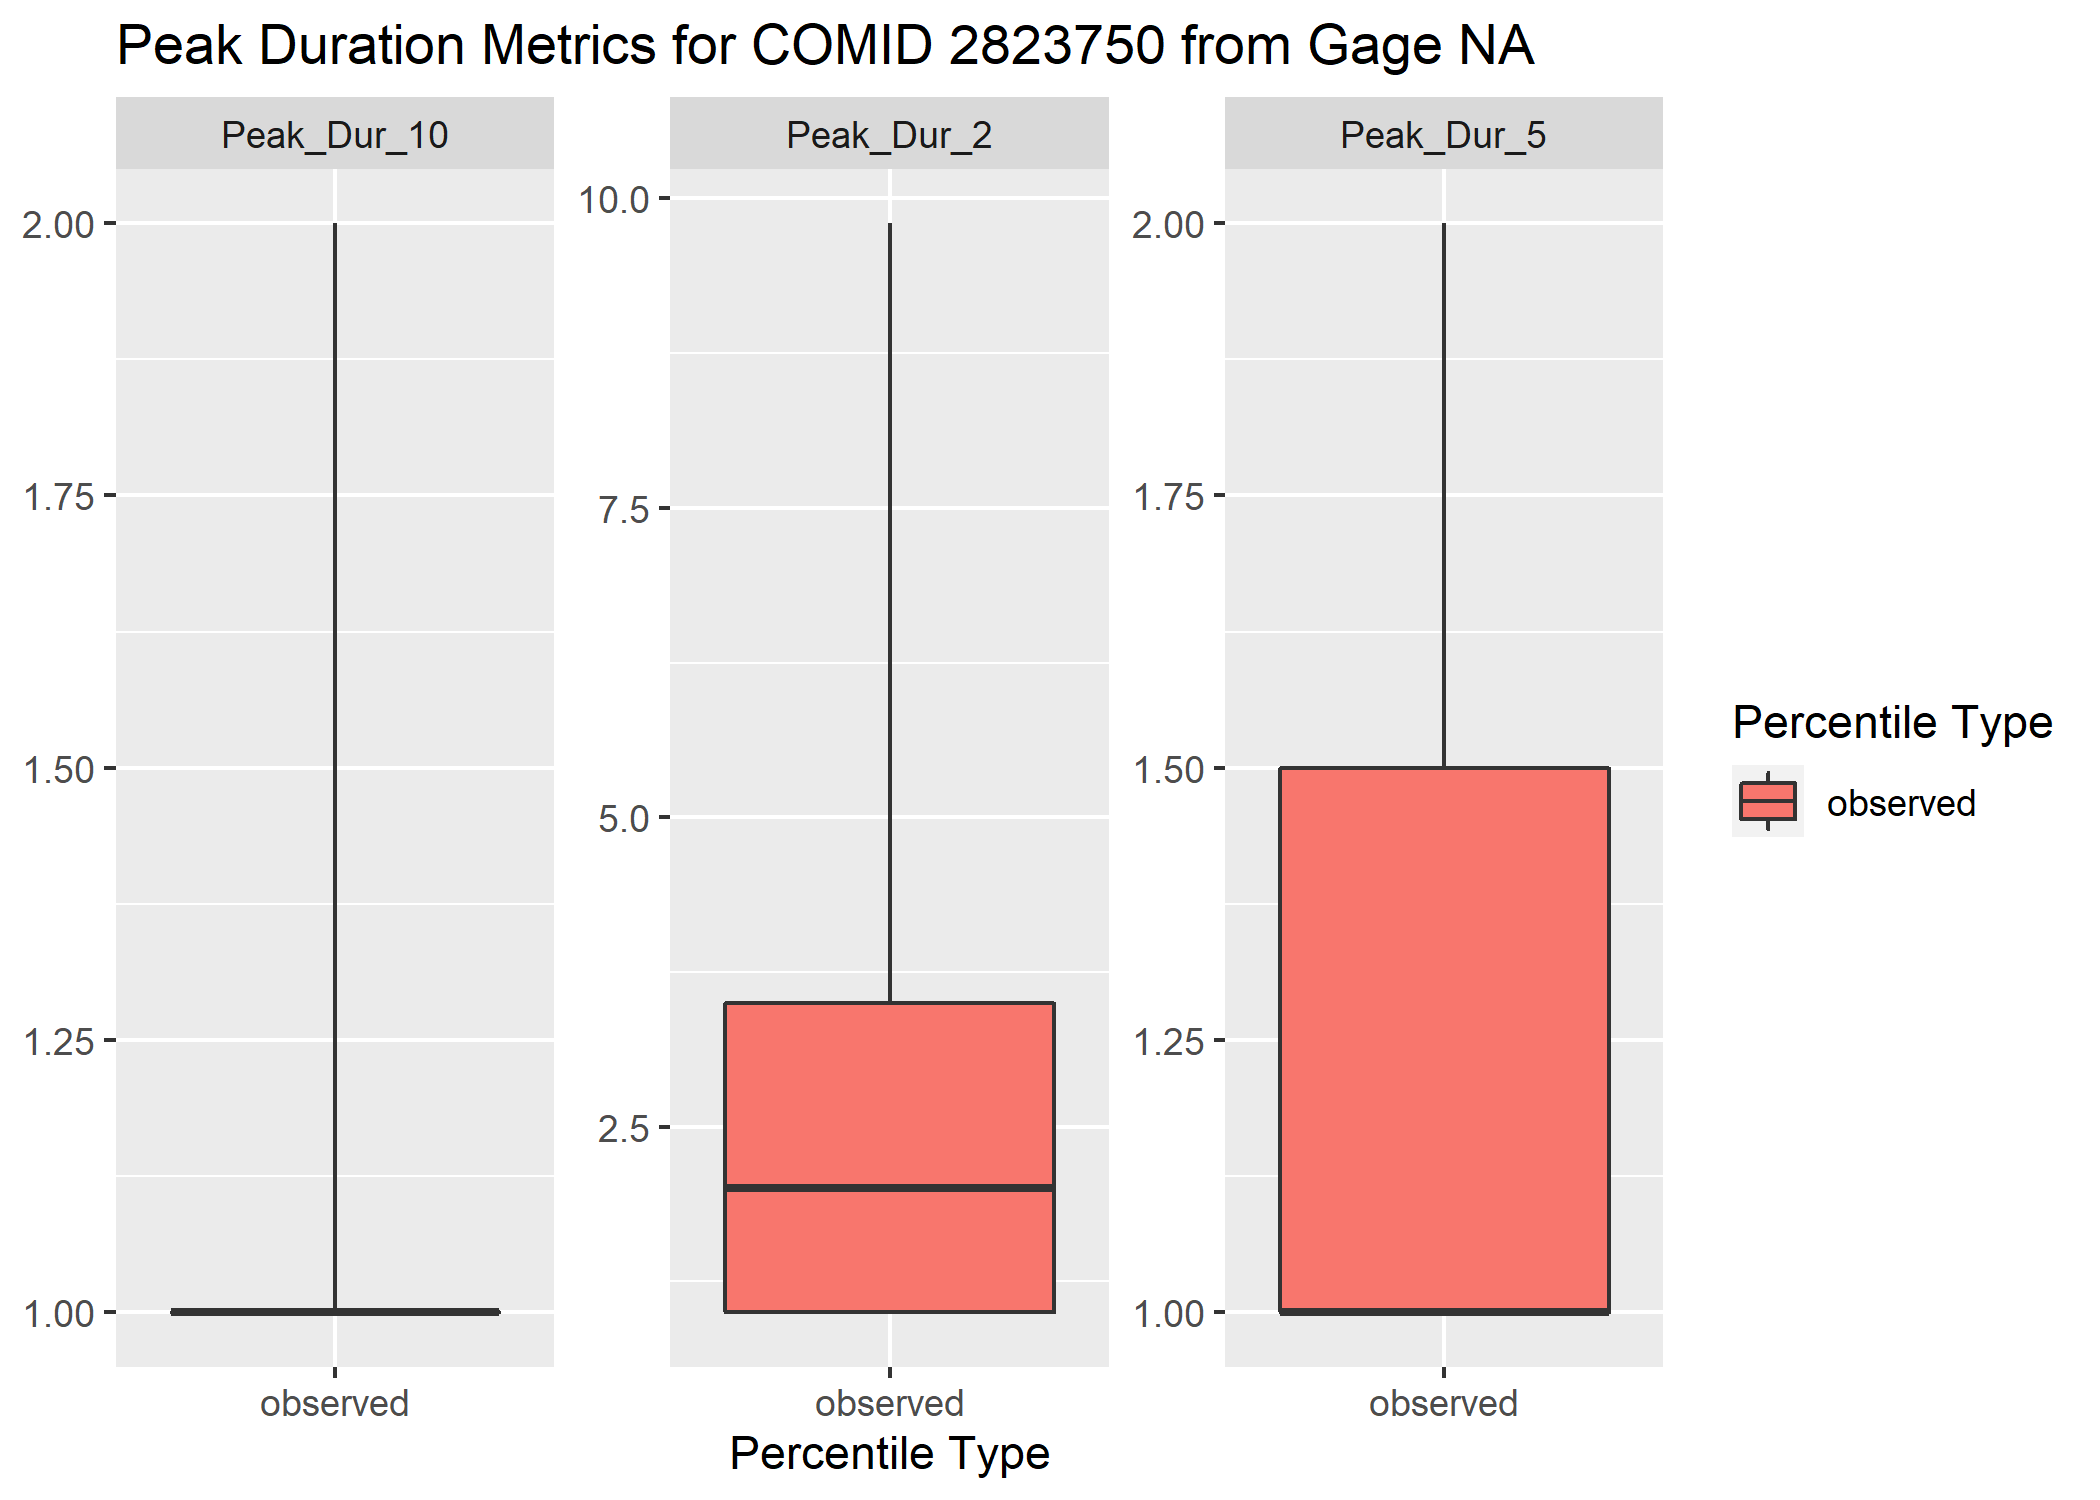 Peak Duration Metrics for COMID 2823750 from Gage NA
Peak_Dur_10
Peak_Dur_2
Peak_Dur_5
2.00
1.75
1.50
1.25
1.00
10.0
7.5
5.0
2.5
2.00
1.75
1.50
1.25
1.00
observed
observed
observed
Percentile Type
Percentile Type
observed